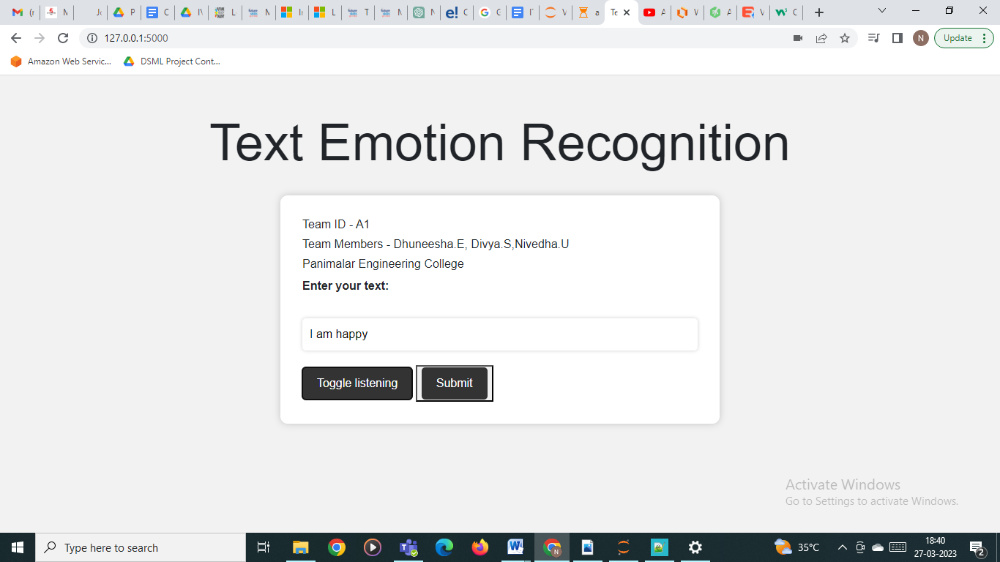 127.0.0.1:5000
N
Update
Amazon Web Servic...
DSML Project Cont...
Text Emotion Recognition
Team ID - A1
Team Members - Dhuneesha.E, Divya.S,Nivedha.U
Panimalar Engineering College
Enter your text:
I am happy
Toggle listening
Submit
Activate Windows
Go to Settings to activate Windows.
Type here to search
35°C
18:40
27-03-2023
2